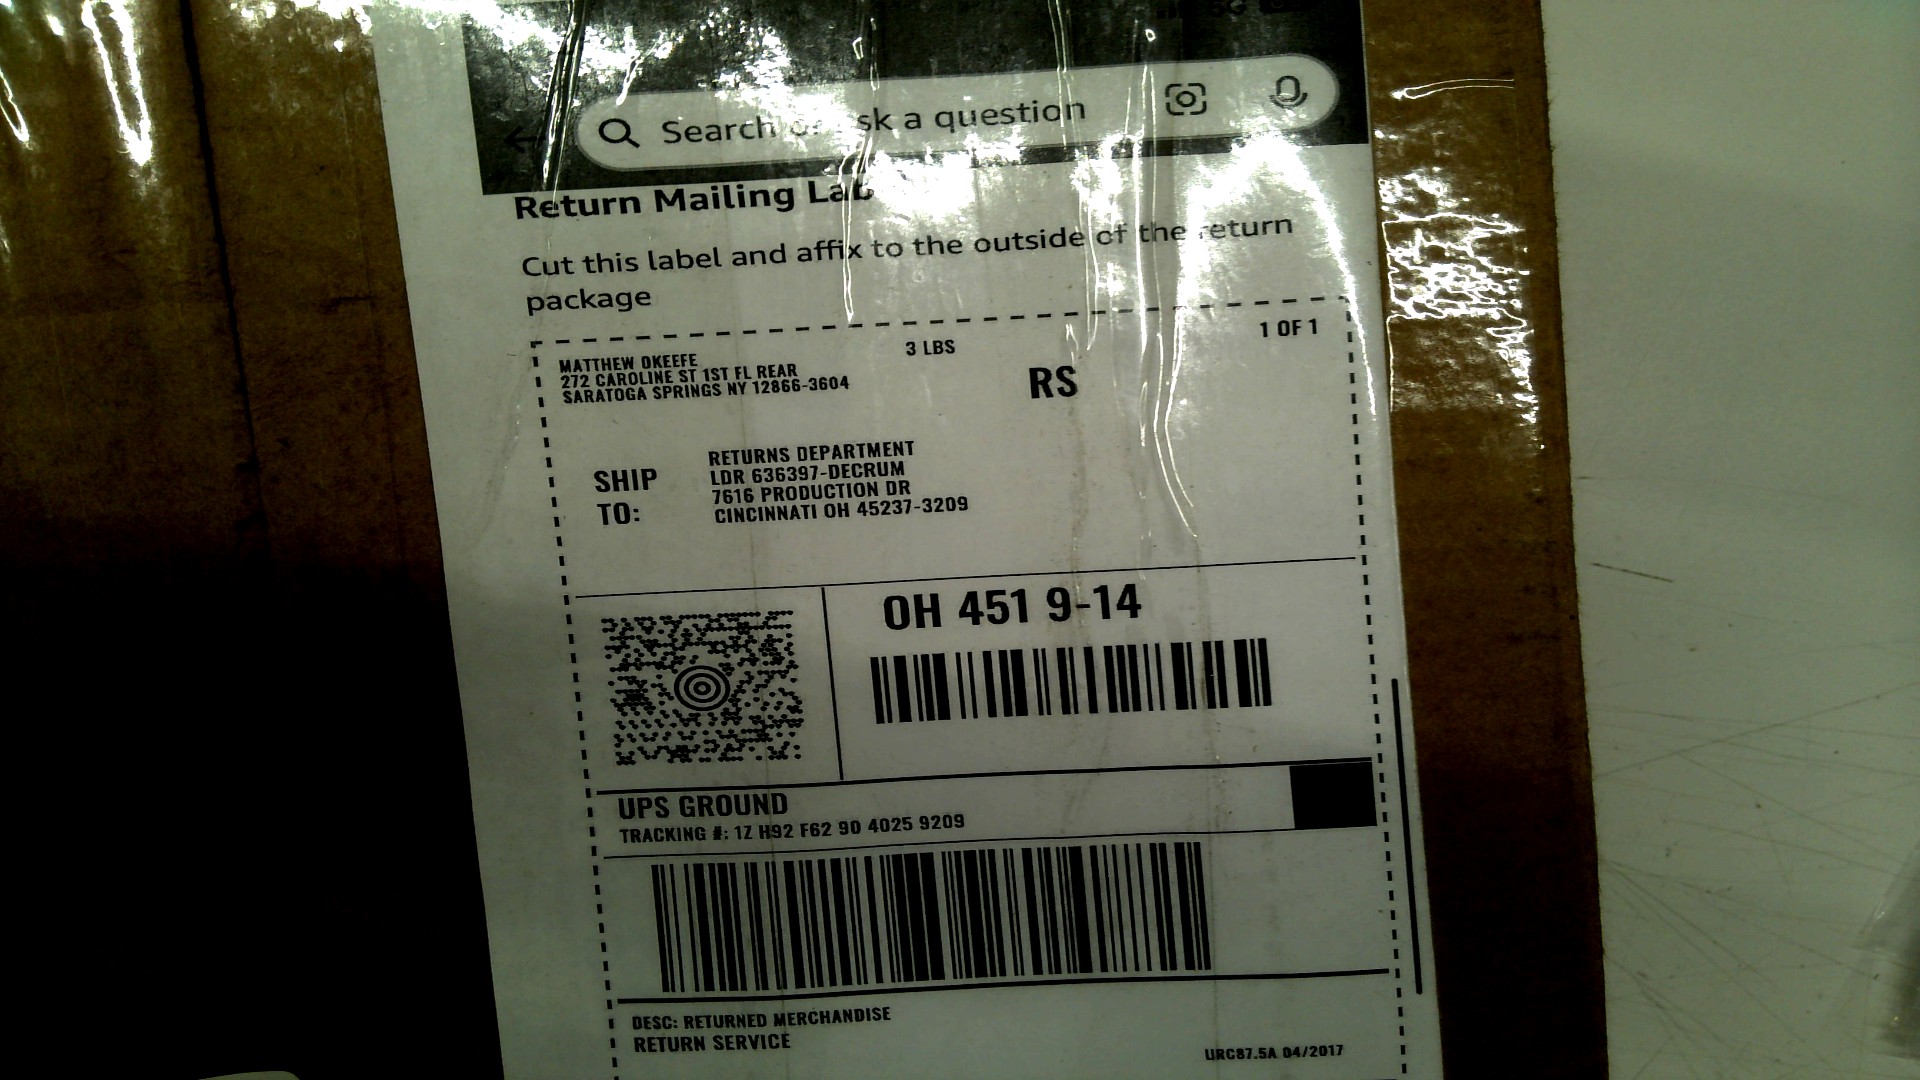 5G
Search or ask a question
Return Mailing Lab
Cut this label and affix to the outside of the return
package
MATTHEW OKEEFE
272 CAROLINE ST 1ST FL REAR
SARATOGA SPRINGS NY 12866-3604
3 LBS
1 OF 1
RS
SHIP
TO:
RETURNS DEPARTMENT
LDR 636397-DECRUM
7616 PRODUCTION DR
CINCINNATI OH 45237-3209
OH 451 9-14
UPS GROUND
TRACKING #: 1Z H92 F62 90 4025 9209
DESC: RETURNED MERCHANDISE
RETURN SERVICE
URC87.5A 04/2017